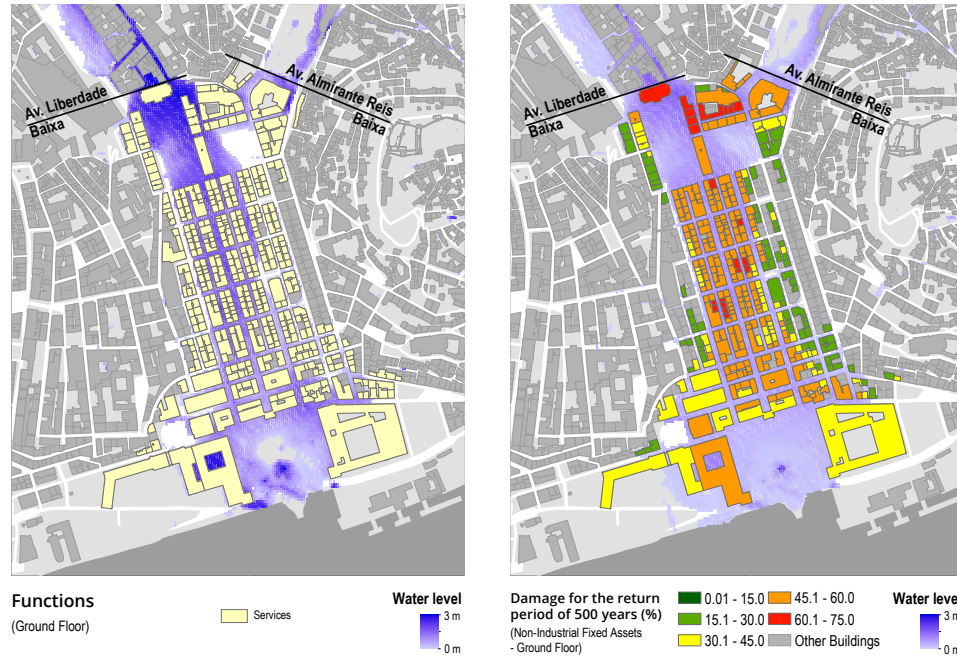 Av. Liberdade
Baixa
Av. Almirante Reis
Baixa
Av. Liberdade
Baixa
Av. Almirante Reis
Baixa
Functions
(Ground Floor)
Services
Water level
3 m
0 m
Damage for the return
period of 500 years (%)
(Non-Industrial Fixed Assets
- Ground Floor)
0.01 - 15.0
15.1 - 30.0
30.1 - 45.0
45.1 - 60.0
60.1 - 75.0
Other Buildings
Water leve
3 m
0 m